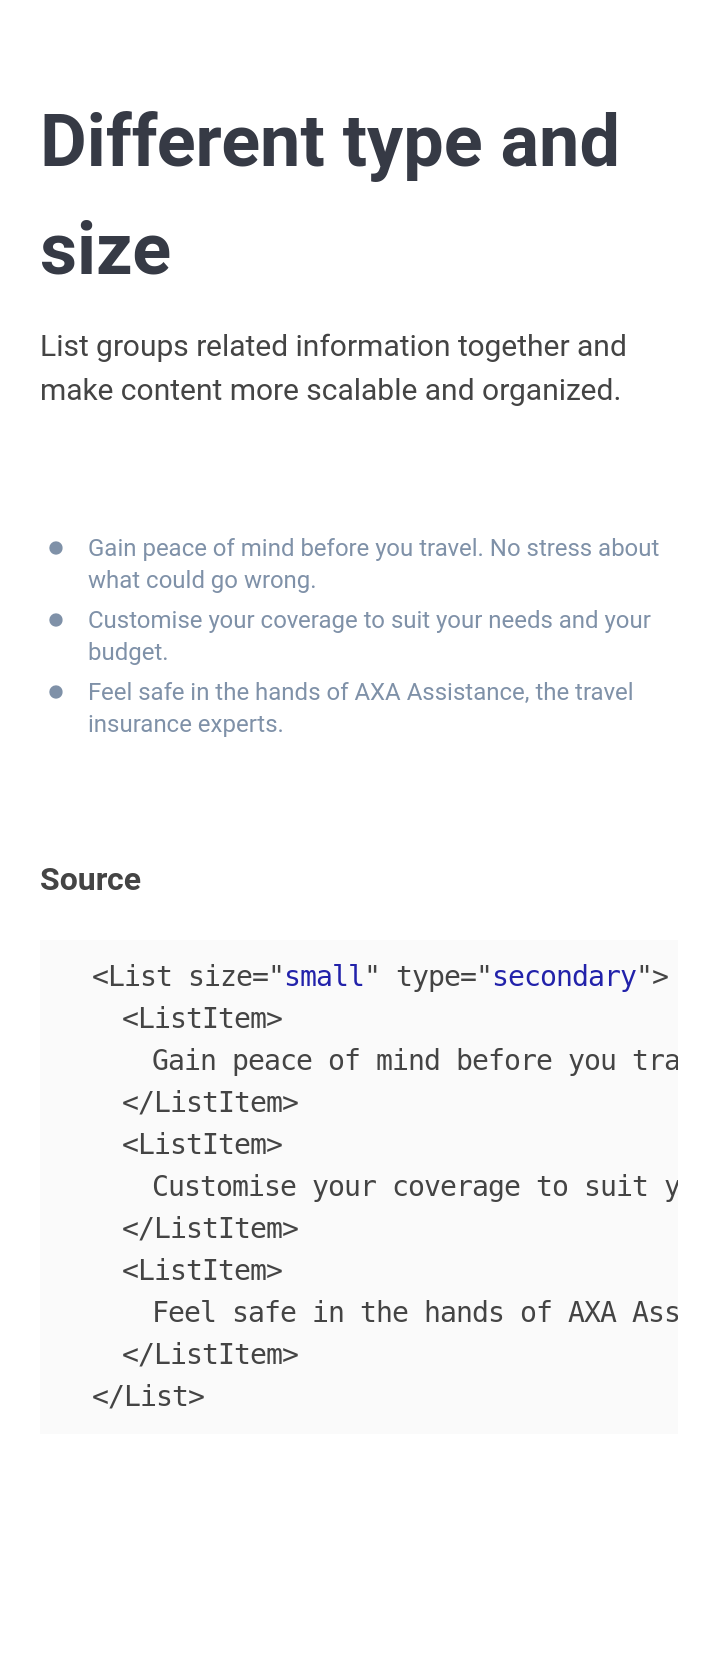 Different type and
size
List groups related information together and
make content more scalable and organized.
Gain peace of mind before you travel. No stress about
what could go wrong.
Customise your coverage to suit your needs and your
budget.
Feel safe in the hands of AXA Assistance, the travel
insurance experts.
Source
<List size="small" type="secondary">
<ListItem>
Gain peace of mind before you tra
</ListItem>
<ListItem>
Customise your coverage to suit y
</ListItem>
<ListItem>
Feel safe in the hands of AXA Ass
</ListItem>
</List>